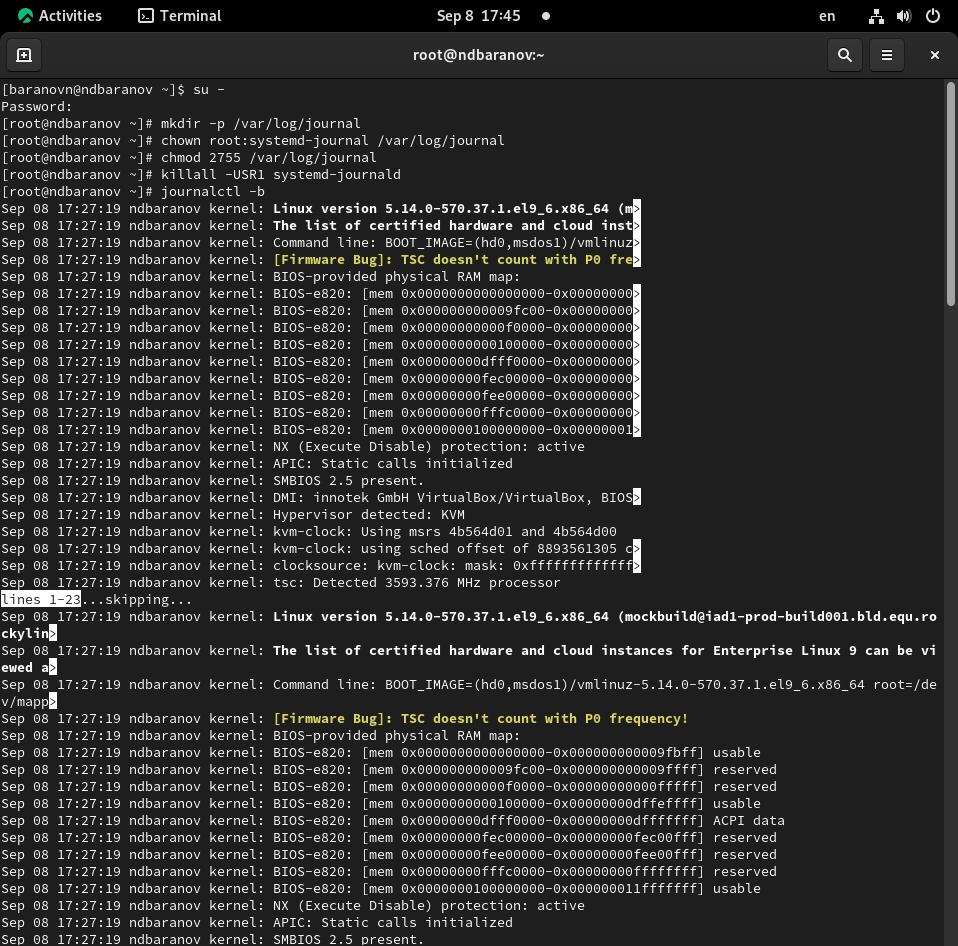 Activities Terminal Sep 8 17:45 en
root@ndbaranov:~
[baranovn@ndbaranov ~]$ su -
Password:
[root@ndbaranov ~]# mkdir -p /var/log/journal
[root@ndbaranov ~]# chown root:systemd-journal /var/log/journal
[root@ndbaranov ~]# chmod 2755 /var/log/journal
[root@ndbaranov ~]# killall -USR1 systemd-journald
[root@ndbaranov ~]# journalctl -b
Sep 08 17:27:19 ndbaranov kernel: Linux version 5.14.0-570.37.1.el9_6.x86_64 (m>
Sep 08 17:27:19 ndbaranov kernel: The list of certified hardware and cloud inst>
Sep 08 17:27:19 ndbaranov kernel: Command line: BOOT_IMAGE=(hd0,msdos1)/vmlinuz>
Sep 08 17:27:19 ndbaranov kernel: [Firmware Bug]: TSC doesn't count with P0 fre>
Sep 08 17:27:19 ndbaranov kernel: BIOS-provided physical RAM map:
Sep 08 17:27:19 ndbaranov kernel: BIOS-e820: [mem 0x0000000000000000-0x00000000>
Sep 08 17:27:19 ndbaranov kernel: BIOS-e820: [mem 0x000000000009fc00-0x00000000>
Sep 08 17:27:19 ndbaranov kernel: BIOS-e820: [mem 0x00000000000f0000-0x00000000>
Sep 08 17:27:19 ndbaranov kernel: BIOS-e820: [mem 0x0000000000100000-0x00000000>
Sep 08 17:27:19 ndbaranov kernel: BIOS-e820: [mem 0x00000000dfff0000-0x00000000>
Sep 08 17:27:19 ndbaranov kernel: BIOS-e820: [mem 0x00000000fec00000-0x00000000>
Sep 08 17:27:19 ndbaranov kernel: BIOS-e820: [mem 0x00000000fee00000-0x00000000>
Sep 08 17:27:19 ndbaranov kernel: BIOS-e820: [mem 0x00000000fffc0000-0x00000000>
Sep 08 17:27:19 ndbaranov kernel: BIOS-e820: [mem 0x0000000100000000-0x00000001>
Sep 08 17:27:19 ndbaranov kernel: NX (Execute Disable) protection: active
Sep 08 17:27:19 ndbaranov kernel: APIC: Static calls initialized
Sep 08 17:27:19 ndbaranov kernel: SMBIOS 2.5 present.
Sep 08 17:27:19 ndbaranov kernel: DMI: innotek GmbH VirtualBox/VirtualBox, BIOS>
Sep 08 17:27:19 ndbaranov kernel: Hypervisor detected: KVM
Sep 08 17:27:19 ndbaranov kernel: kvm-clock: Using msrs 4b564d01 and 4b564d00
Sep 08 17:27:19 ndbaranov kernel: kvm-clock: using sched offset of 8893561305 c>
Sep 08 17:27:19 ndbaranov kernel: clocksource: kvm-clock: mask: 0xfffffffffffff>
Sep 08 17:27:19 ndbaranov kernel: tsc: Detected 3593.376 MHz processor
lines 1-23...skipping...
Sep 08 17:27:19 ndbaranov kernel: Linux version 5.14.0-570.37.1.el9_6.x86_64 (mockbuild@iad1-prod-build001.bld.equ.ro
ckylin>
Sep 08 17:27:19 ndbaranov kernel: The list of certified hardware and cloud instances for Enterprise Linux 9 can be vi
ewed a>
Sep 08 17:27:19 ndbaranov kernel: Command line: BOOT_IMAGE=(hd0,msdos1)/vmlinuz-5.14.0-570.37.1.el9_6.x86_64 root=/de
v/mapp>
Sep 08 17:27:19 ndbaranov kernel: [Firmware Bug]: TSC doesn't count with P0 frequency!
Sep 08 17:27:19 ndbaranov kernel: BIOS-provided physical RAM map:
Sep 08 17:27:19 ndbaranov kernel: BIOS-e820: [mem 0x0000000000000000-0x000000000009fbff] usable
Sep 08 17:27:19 ndbaranov kernel: BIOS-e820: [mem 0x000000000009fc00-0x000000000009ffff] reserved
Sep 08 17:27:19 ndbaranov kernel: BIOS-e820: [mem 0x00000000000f0000-0x00000000000fffff] reserved
Sep 08 17:27:19 ndbaranov kernel: BIOS-e820: [mem 0x0000000000100000-0x00000000dffeffff] usable
Sep 08 17:27:19 ndbaranov kernel: BIOS-e820: [mem 0x00000000dfff0000-0x00000000dfffffff] ACPI data
Sep 08 17:27:19 ndbaranov kernel: BIOS-e820: [mem 0x00000000fec00000-0x00000000fec00fff] reserved
Sep 08 17:27:19 ndbaranov kernel: BIOS-e820: [mem 0x00000000fee00000-0x00000000fee00fff] reserved
Sep 08 17:27:19 ndbaranov kernel: BIOS-e820: [mem 0x00000000fffc0000-0x00000000ffffffff] reserved
Sep 08 17:27:19 ndbaranov kernel: BIOS-e820: [mem 0x0000000100000000-0x000000011fffffff] usable
Sep 08 17:27:19 ndbaranov kernel: NX (Execute Disable) protection: active
Sep 08 17:27:19 ndbaranov kernel: APIC: Static calls initialized
Sep 08 17:27:19 ndbaranov kernel: SMBIOS 2.5 present.